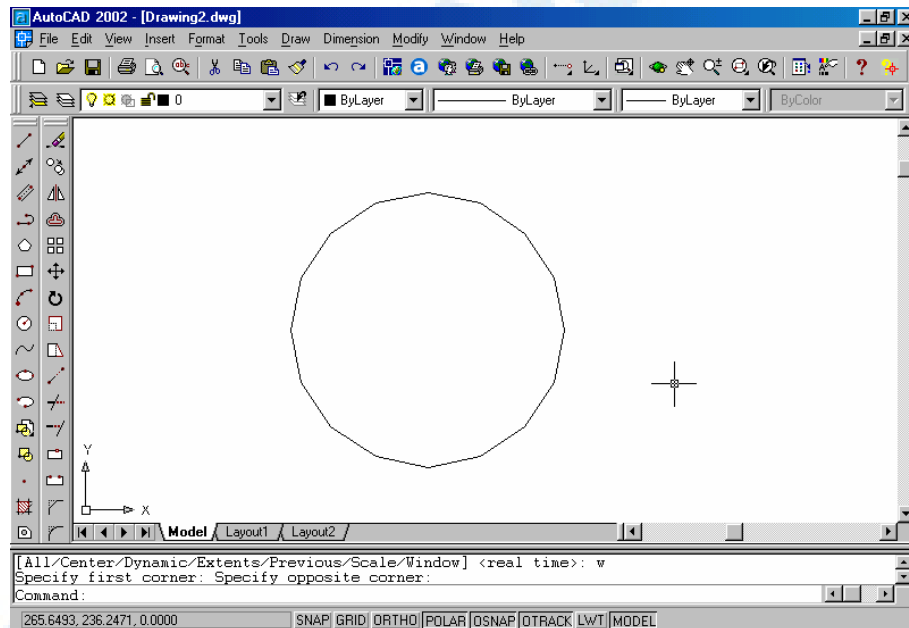 AutoCAD 2002 - [Drawing2.dwg]
File Edit View Insert Format Tools Draw Dimension Modify Window Help
0 ByLayer ByLayer ByLayer ByColor
Y
X
Model Layout1 Layout2
[All/Center/Dynamic/Extents/Previous/Scale/Window] <real time>: w
Specify first corner: Specify opposite corner:
Command:
265.6493, 236.2471, 0.0000 SNAP GRID ORTHO POLAR OSNAP OTRACK LWT MODEL